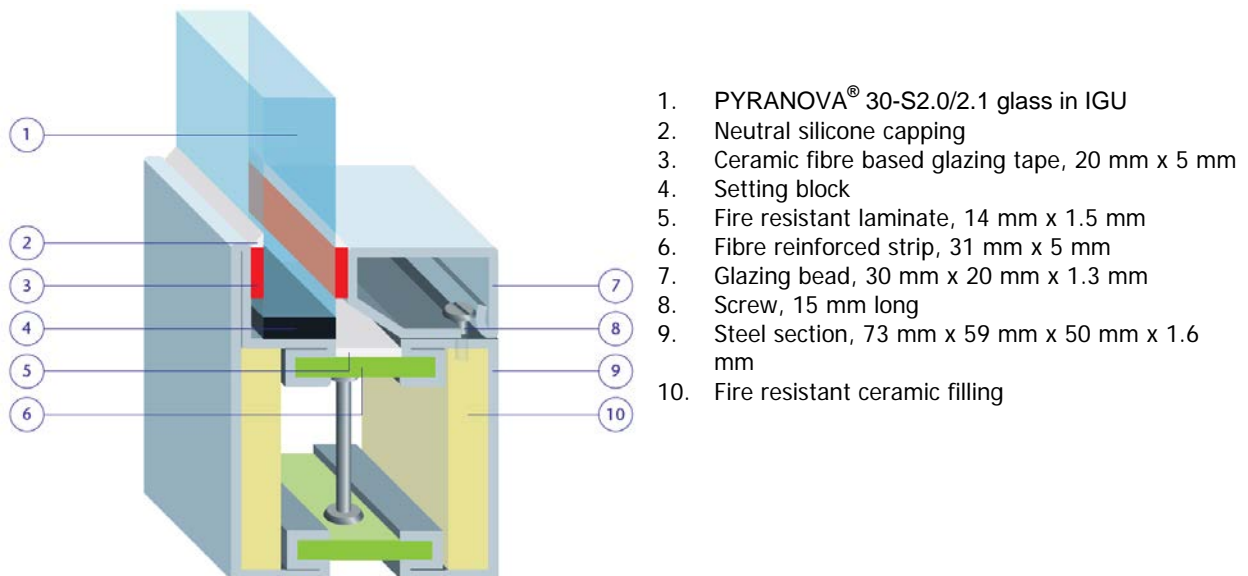 1
2
3
4
5
6
7
8
9
10
1. PYRANOVA® 30-S2.0/2.1 glass in IGU
2. Neutral silicone capping
3. Ceramic fibre based glazing tape, 20 mm x 5 mm
4. Setting block
5. Fire resistant laminate, 14 mm x 1.5 mm
6. Fibre reinforced strip, 31 mm x 5 mm
7. Glazing bead, 30 mm x 20 mm x 1.3 mm
8. Screw, 15 mm long
9. Steel section, 73 mm x 59 mm x 50 mm x 1.6
mm
10. Fire resistant ceramic filling